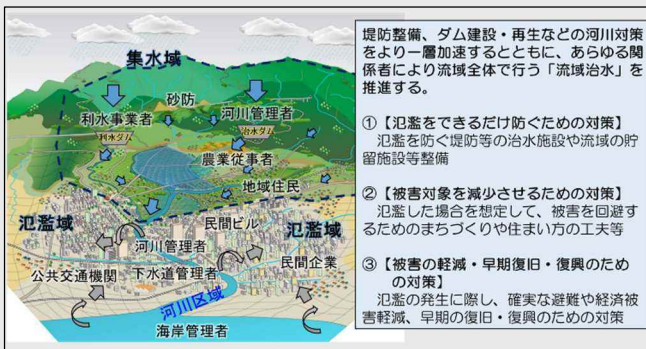 集水域
砂防
利水事業者
河川管理者
利水ダム
治水ダム
農業従事者
地域住民
氾濫域
民間ビル
氾濫域
河川管理者
公共交通機関
下水道管理者
民間企業
河川区域
海岸管理者
堤防整備、ダム建設・再生などの河川対策
をより一層加速するとともに、あらゆる関
係者により流域全体で行う「流域治水」を
推進する。
①【氾濫をできるだけ防ぐための対策】
氾濫を防ぐ堤防等の治水施設や流域の貯
留施設等整備
②【被害対象を減少させるための対策】
氾濫した場合を想定して、被害を回避す
るためのまちづくりや住まい方の工夫等
③【被害の軽減・早期復旧・復興のため
の対策】
氾濫の発生に際し、確実な避難や経済被
害軽減、早期の復旧・復興のための対策